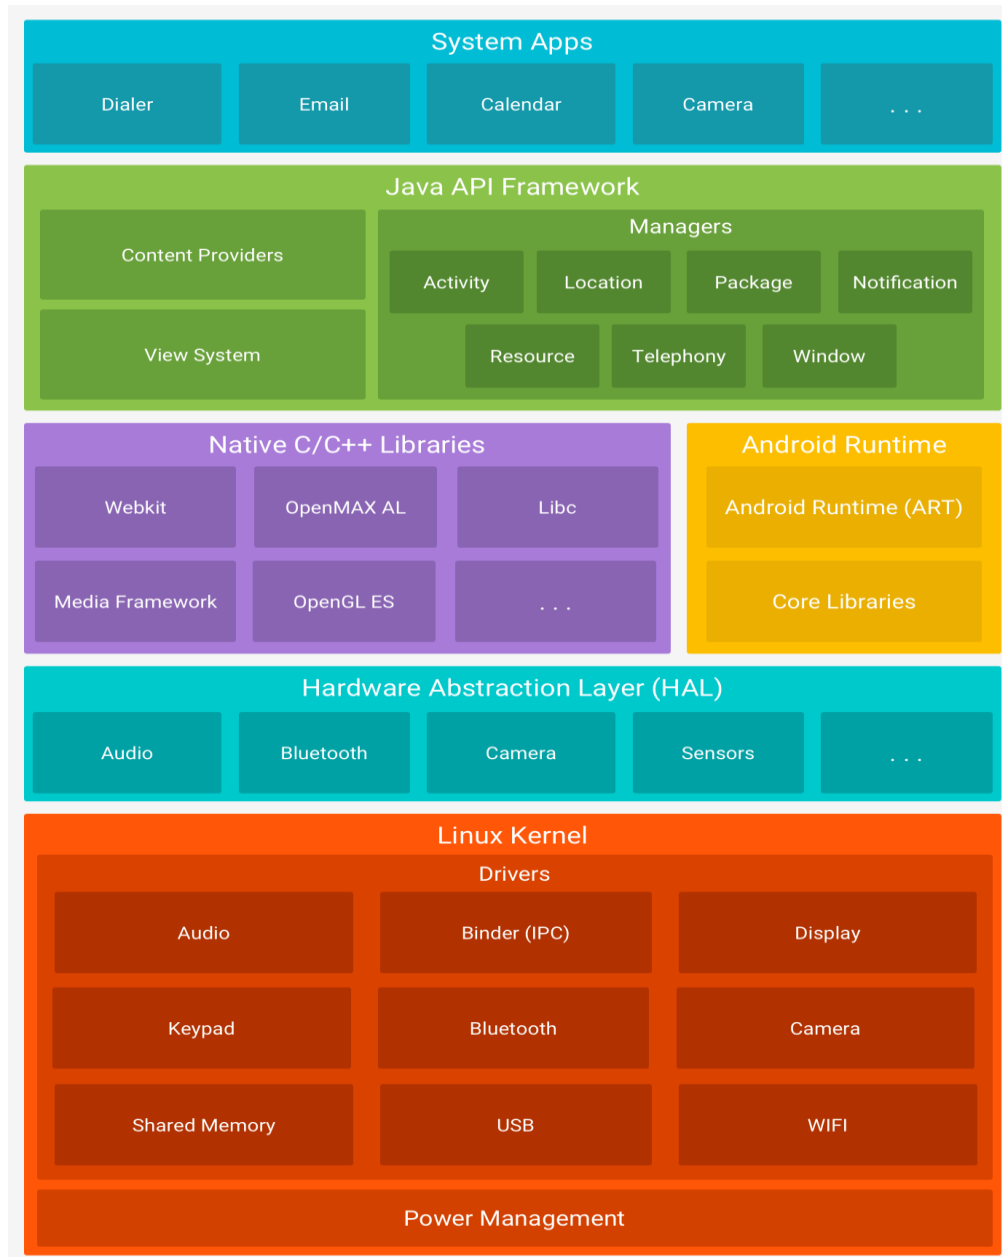 System Apps
Dialer
Email
Calendar
Camera
. . .
Java API Framework
Content Providers
View System
Managers
Activity
Location
Package
Notification
Resource
Telephony
Window
Native C/C++ Libraries
Webkit
OpenMAX AL
Libc
Media Framework
OpenGL ES
. . .
Android Runtime
Android Runtime (ART)
Core Libraries
Hardware Abstraction Layer (HAL)
Audio
Bluetooth
Camera
Sensors
. . .
Linux Kernel
Drivers
Audio
Binder (IPC)
Display
Keypad
Bluetooth
Camera
Shared Memory
USB
WIFI
Power Management